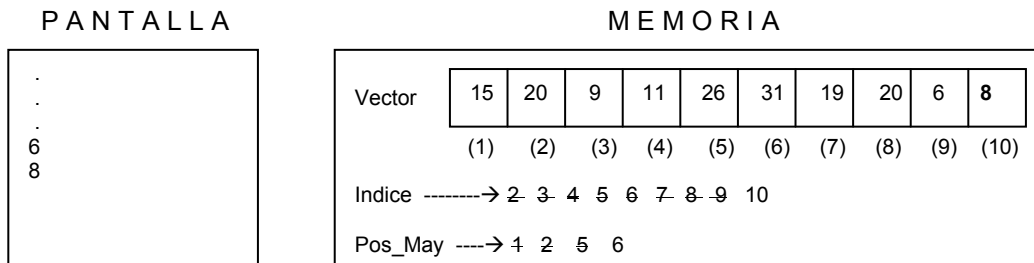 PANTALLA
MEMORIA
.
.
.
6
8
Vector 15 20 9 11 26 31 19 20 6 8
(1) (2) (3) (4) (5) (6) (7) (8) (9) (10)
Indice --------→ 2 3 4 5 6 7 8 9 10
Pos_May ----→ 1 2 5 6